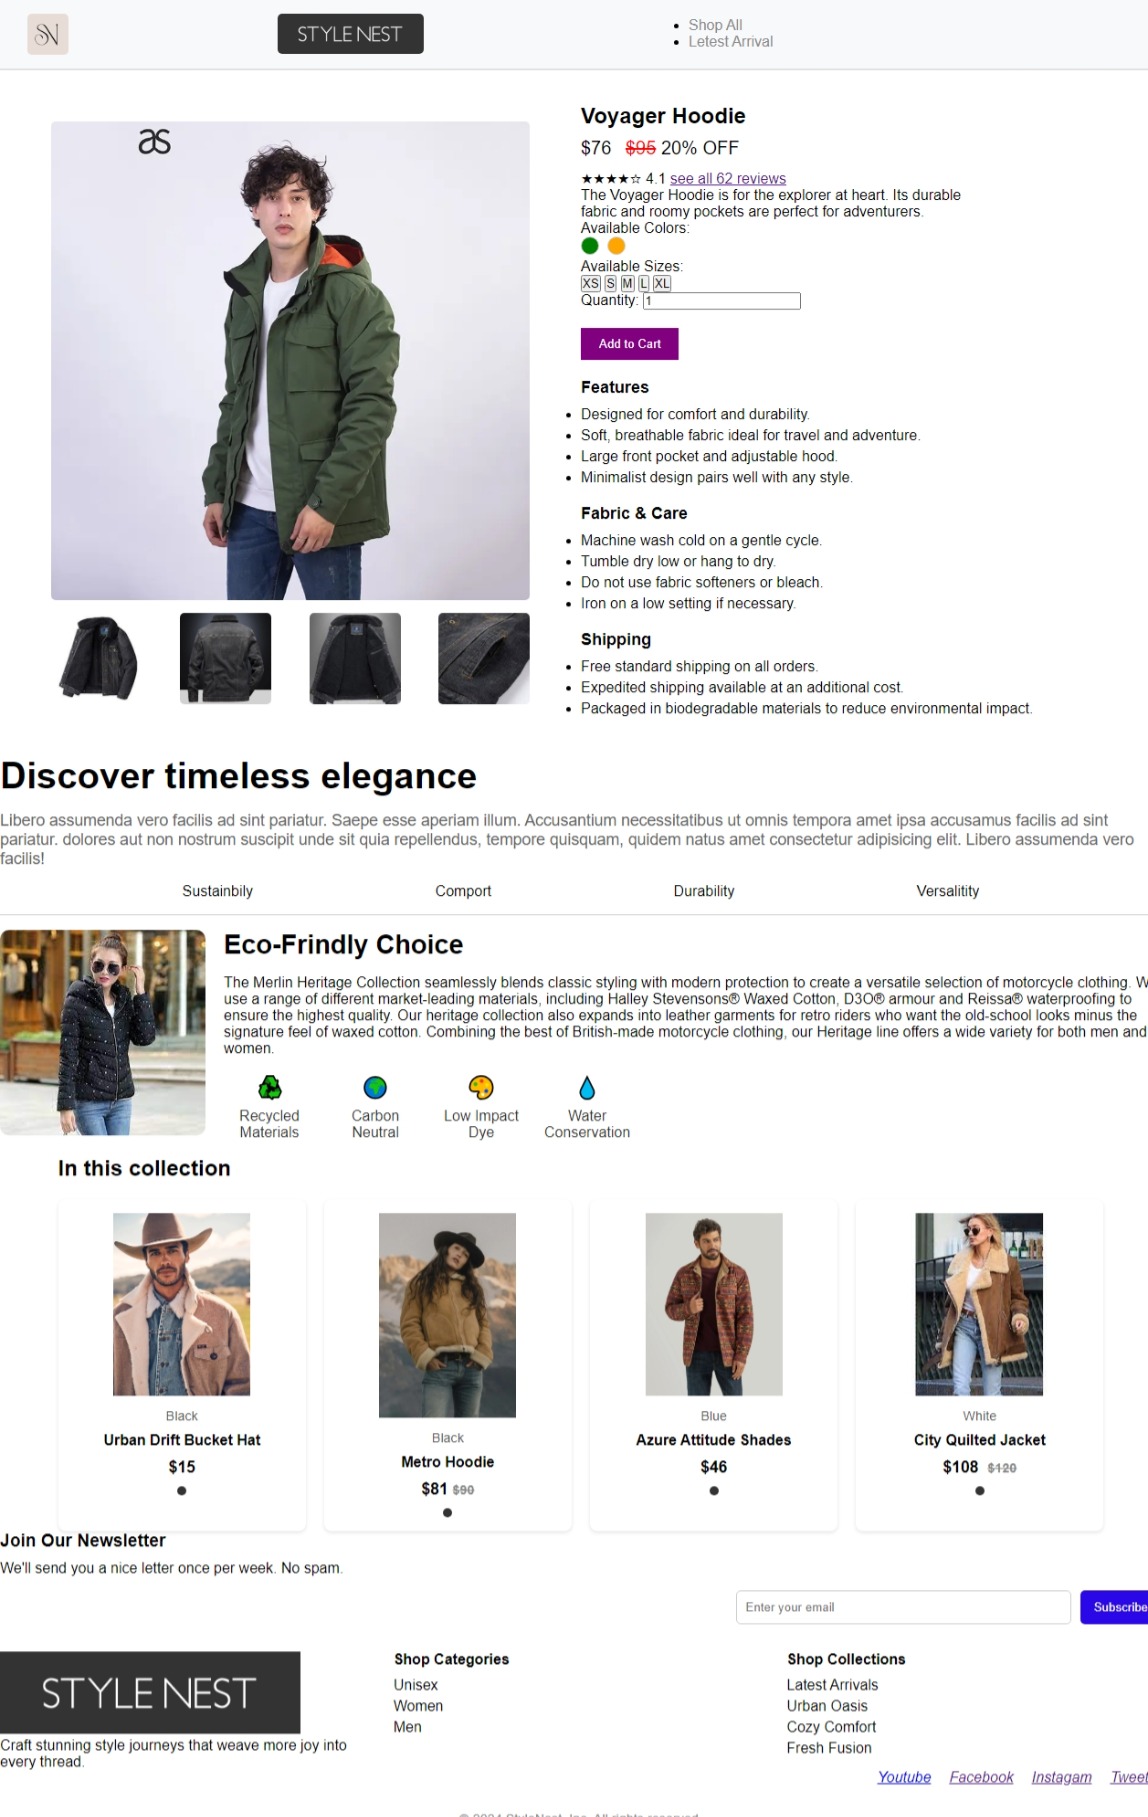 SN
STYLE NEST
Shop All
Letest Arrival
as
Voyager Hoodie
$76 $95 20% OFF
★★★★☆ 4.1 see all 62 reviews
The Voyager Hoodie is for the explorer at heart. Its durable
fabric and roomy pockets are perfect for adventurers.
Available Colors:
Available Sizes:
XS S M L XL
Quantity: 1
Add to Cart
Features
Designed for comfort and durability.
Soft, breathable fabric ideal for travel and adventure.
Large front pocket and adjustable hood.
Minimalist design pairs well with any style.
Fabric & Care
Machine wash cold on a gentle cycle.
Tumble dry low or hang to dry.
Do not use fabric softeners or bleach.
Iron on a low setting if necessary.
Shipping
Free standard shipping on all orders.
Expedited shipping available at an additional cost.
Packaged in biodegradable materials to reduce environmental impact.
Discover timeless elegance
Libero assumenda vero facilis ad sint pariatur. Saepe esse aperiam illum. Accusantium necessitatibus ut omnis tempora amet ipsa accusamus facilis ad sint
pariatur. dolores aut non nostrum suscipit unde sit quia repellendus, tempore quisquam, quidem natus amet consectetur adipisicing elit. Libero assumenda vero
facilis!
Sustainbily Comport Durability Versalitity
Eco-Frindly Choice
The Merlin Heritage Collection seamlessly blends classic styling with modern protection to create a versatile selection of motorcycle clothing. W
use a range of different market-leading materials, including Halley Stevensons® Waxed Cotton, D3O® armour and Reissa® waterproofing to
ensure the highest quality. Our heritage collection also expands into leather garments for retro riders who want the old-school looks minus the
signature feel of waxed cotton. Combining the best of British-made motorcycle clothing, our Heritage line offers a wide variety for both men and
women.
Recycled
Materials
Carbon
Neutral
Low Impact
Dye
Water
Conservation
In this collection
Black
Urban Drift Bucket Hat
$15
Black
Metro Hoodie
$81 $90
Blue
Azure Attitude Shades
$46
White
City Quilted Jacket
$108 $120
Join Our Newsletter
We'll send you a nice letter once per week. No spam.
Enter your email
Subscribe
STYLE NEST
Craft stunning style journeys that weave more joy into
every thread.
Shop Categories
Unisex
Women
Men
Shop Collections
Latest Arrivals
Urban Oasis
Cozy Comfort
Fresh Fusion
Youtube Facebook Instagam Tweet
© 2024 StyleNest, Inc. All rights reserved